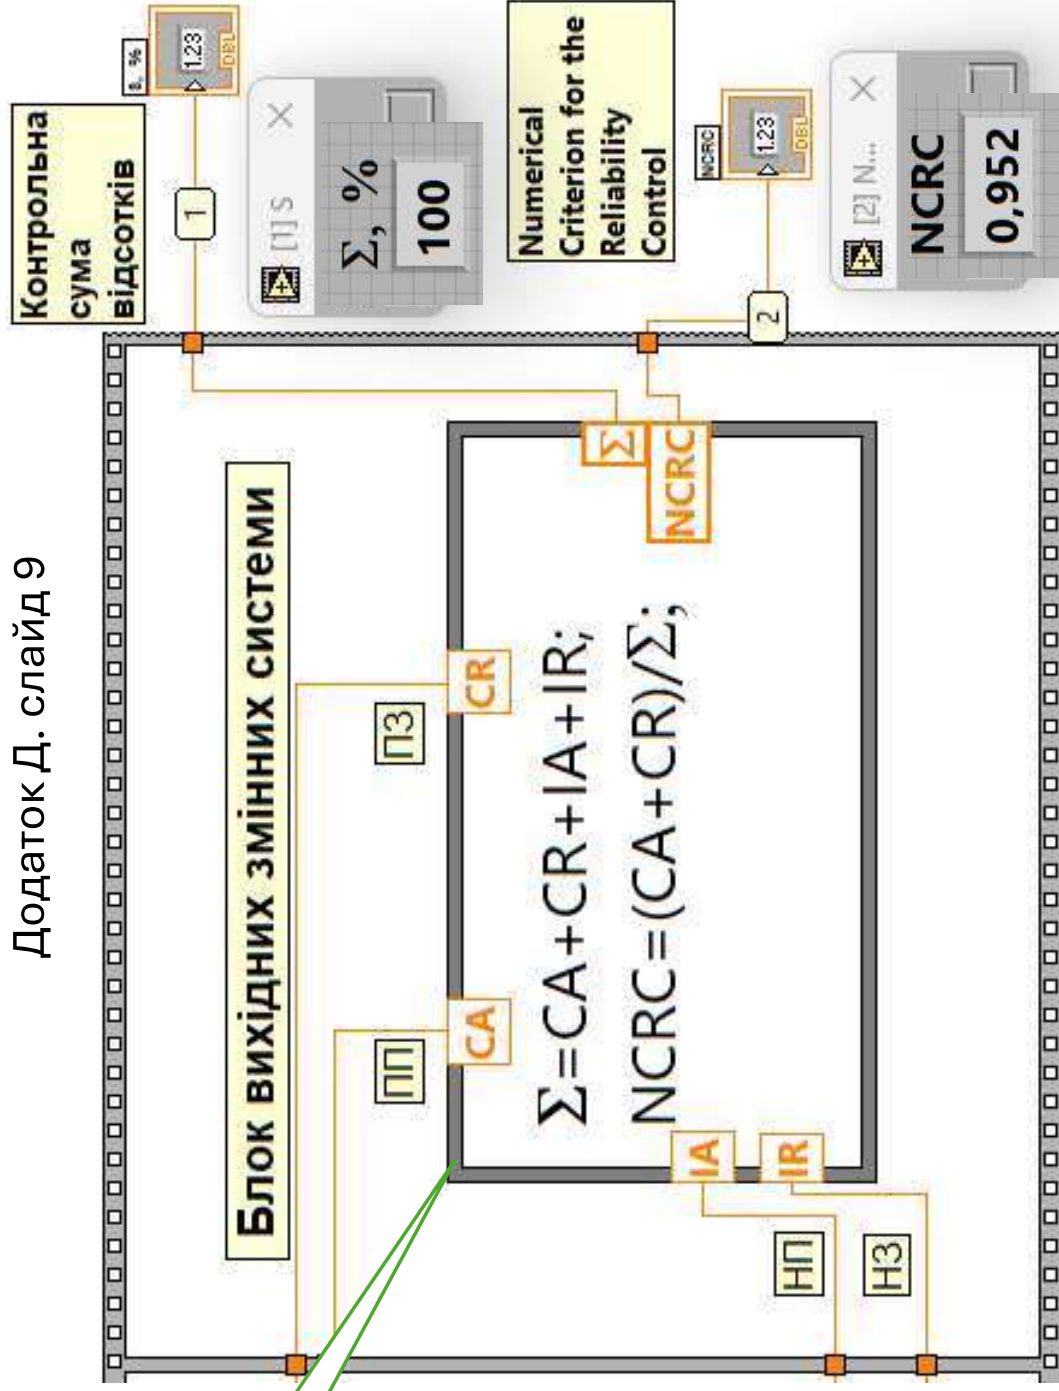 Додаток Д. слайд 9
Блок вихідних змінних системи
Контрольна
сума
відсотків
1
1.23
DBL
[1] S
Σ, %
100
Numerical
Criterion for the
Reliability
Control
2
NCRC
1.23
DBL
[2] N...
NCRC
0,952
ПП
ПЗ
CA
CR
Σ=CA+CR+IA+IR;
NCRC=(CA+CR)/Σ;
Σ
NCRC
IA
IR
НП
НЗ